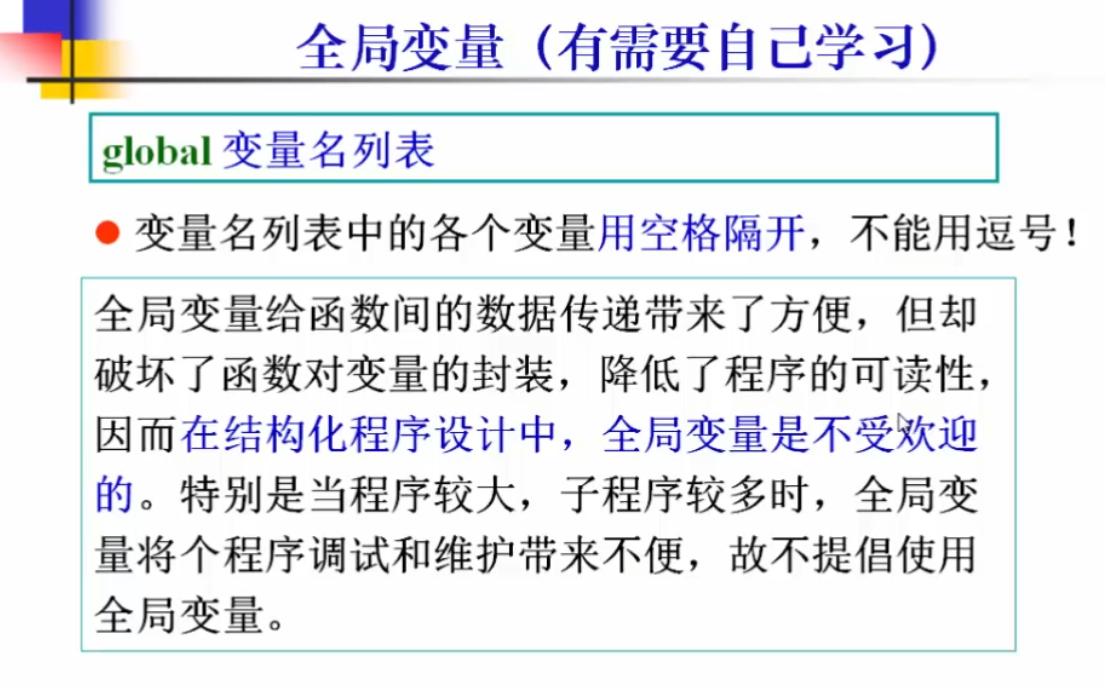 全局变量（有需要自己学习）
global 变量名列表
变量名列表中的各个变量用空格隔开，不能用逗号！
全局变量给函数间的数据传递带来了方便，但却
破坏了函数对变量的封装，降低了程序的可读性，
因而在结构化程序设计中，全局变量是不受欢迎
的。特别是当程序较大，子程序较多时，全局变
量将个程序调试和维护带来不便，故不提倡使用
全局变量。